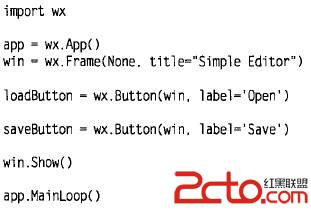 import wx
app = wx.App()
win = wx.Frame(None, title="Simple Editor")
loadButton = wx.Button(win, label='Open')
saveButton = wx.Button(win, label='Save')
win.Show()
app.MainLoop()
2cto.com
红黑联盟